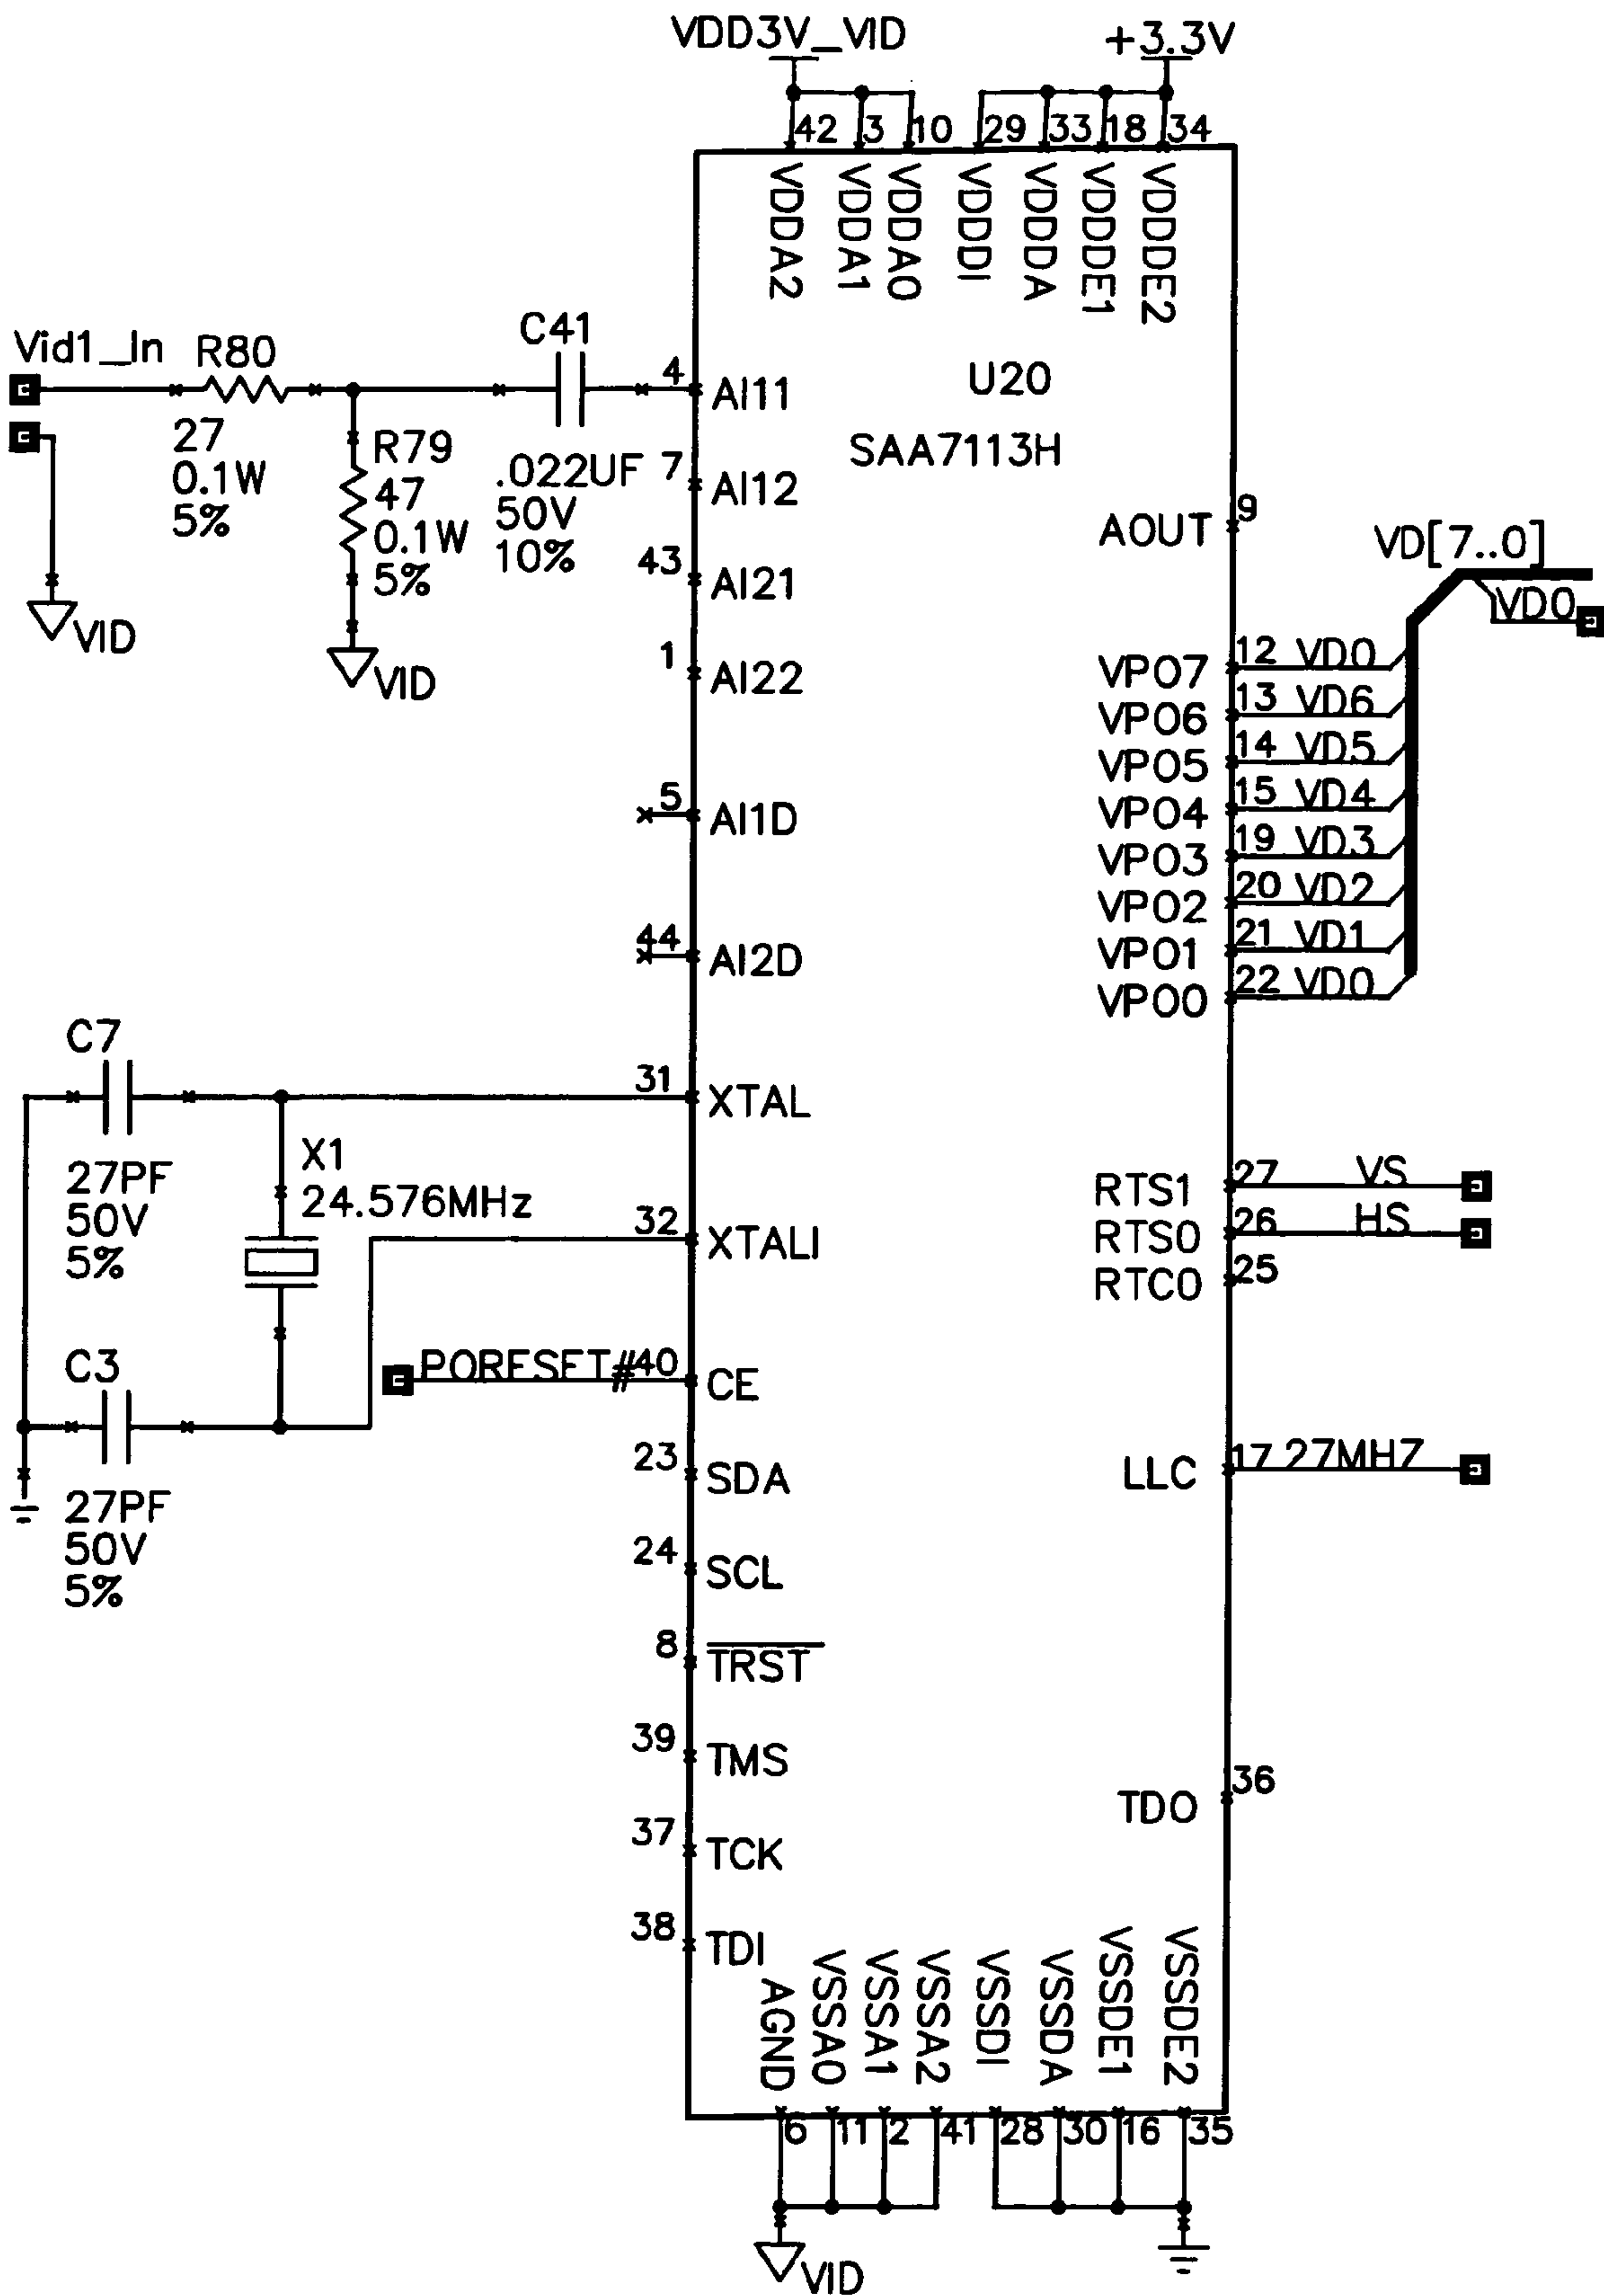 VDD3V_VID +3.3V
42 3 10 29 33 18 34
VDDA2 VDDA1 VDDA0 VDDDI VDDDA VDDDE1 VDDDE2
Vid1_In R80 C41
4 AI11 U20
27 R79 .022UF 7 SAA7113H
0.1W 47 50V AI12
5% 0.1W 10% AOUT 9
5% 43 AI21 VD[7..0]
VD0
VID VID
1 AI22
VPO7 12 VD0
VPO6 13 VD6
VPO5 14 VD5
5 AI1D VPO4 15 VD4
VPO3 19 VD3
VPO2 20 VD2
44 AI2D VPO1 21 VD1
VPO0 22 VD0
C7
31 XTAL
27PF X1
50V 24.576MHz
5%
RTS1 27 VS
32 XTALI RTS0 26 HS
RTC0 25
C3 PORESET# 40 CE
23 SDA LLC 17 27MHZ
27PF
50V
5%
24 SCL
8 TRST
39 TMS
TDO 36
37 TCK
38 TDI
AGND VSSA0 VSSA1 VSSA2 VSSDI VSSDA VSSDE1 VSSDE2
6 11 2 41 28 30 16 35
VID